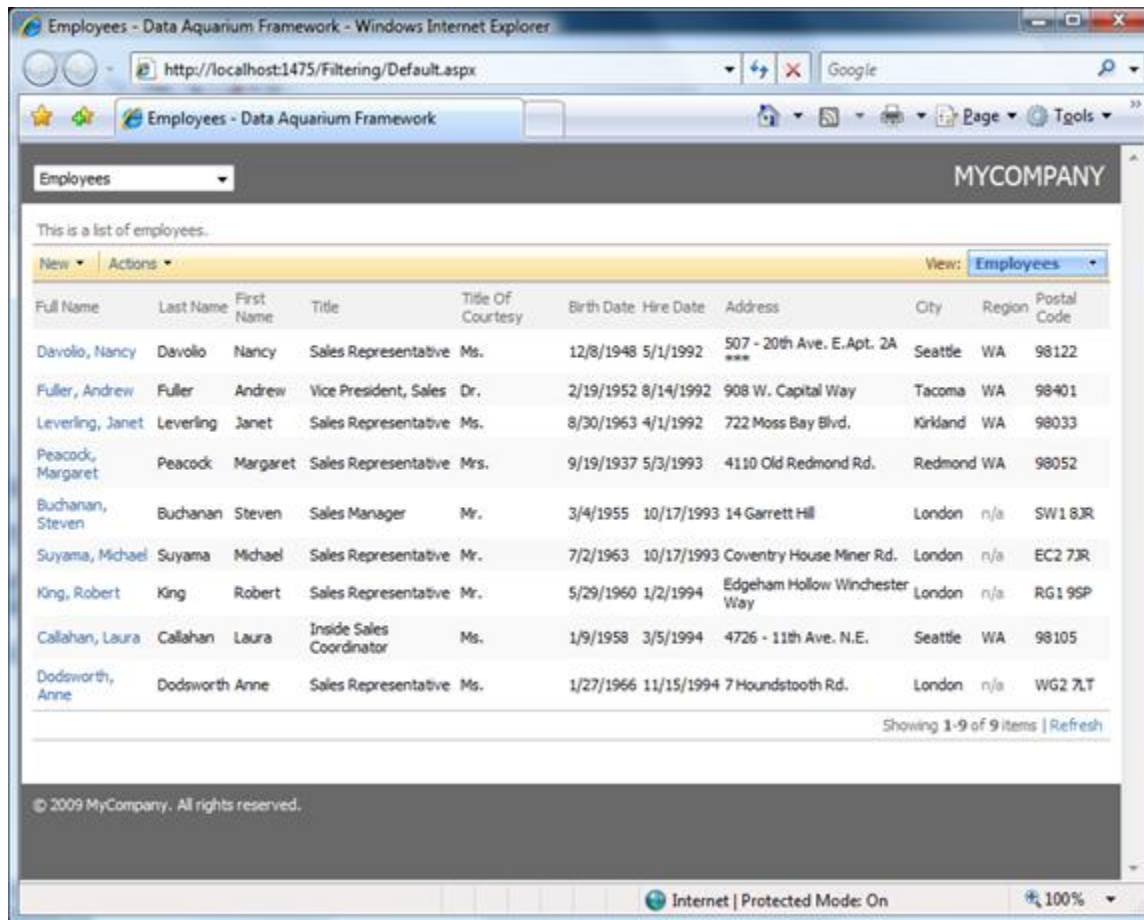 Employees - Data Aquarium Framework - Windows Internet Explorer
http://localhost:1475/Filtering/Default.aspx Google
Employees - Data Aquarium Framework Page Tools »
Employees MYCOMPANY
This is a list of employees.
New Actions View: Employees
Full Name Last Name First Name Title Title Of Courtesy Birth Date Hire Date Address City Region Postal Code
Davolio, Nancy Davolio Nancy Sales Representative Ms. 12/8/1948 5/1/1992 507 - 20th Ave. E.Apt. 2A *** Seattle WA 98122
Fuller, Andrew Fuller Andrew Vice President, Sales Dr. 2/19/1952 8/14/1992 908 W. Capital Way Tacoma WA 98401
Leverling, Janet Leverling Janet Sales Representative Ms. 8/30/1963 4/1/1992 722 Moss Bay Blvd. Kirkland WA 98033
Peacock, Margaret Peacock Margaret Sales Representative Mrs. 9/19/1937 5/3/1993 4110 Old Redmond Rd. Redmond WA 98052
Buchanan, Steven Buchanan Steven Sales Manager Mr. 3/4/1955 10/17/1993 14 Garrett Hill London n/a SW1 8JR
Suyama, Michael Suyama Michael Sales Representative Mr. 7/2/1963 10/17/1993 Coventry House Miner Rd. London n/a EC2 7JR
King, Robert King Robert Sales Representative Mr. 5/29/1960 1/2/1994 Edgeham Hollow Winchester Way London n/a RG1 9SP
Callahan, Laura Callahan Laura Inside Sales Coordinator Ms. 1/9/1958 3/5/1994 4726 - 11th Ave. N.E. Seattle WA 98105
Dodsworth, Anne Dodsworth Anne Sales Representative Ms. 1/27/1966 11/15/1994 7 Houndstooth Rd. London n/a WG2 7LT
Showing 1-9 of 9 items | Refresh
© 2009 MyCompany. All rights reserved.
Internet | Protected Mode: On 100%